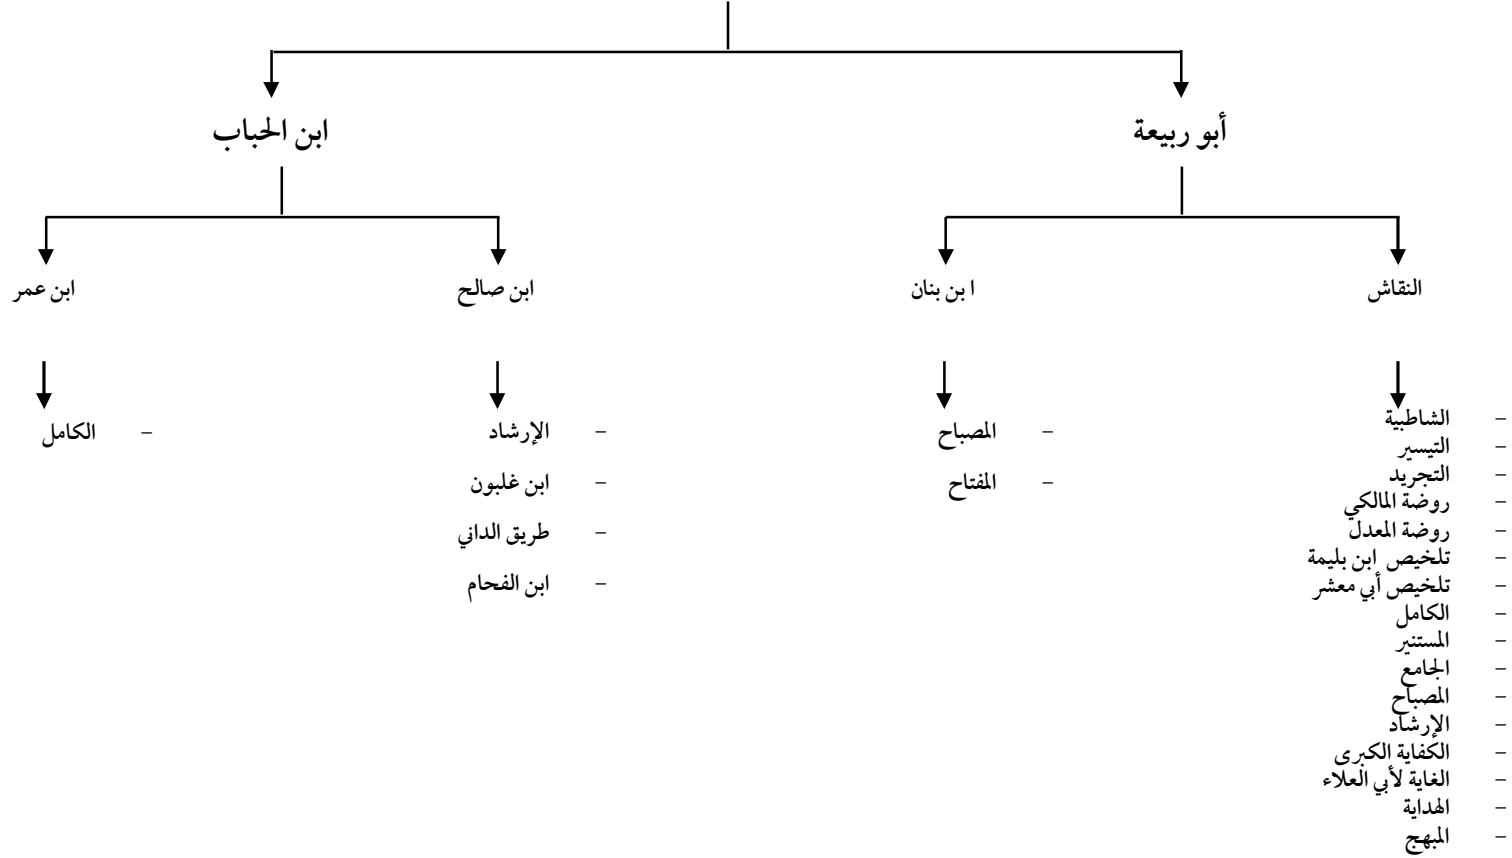 أبو ربيعة
ابن الحباب
النقاش
ا بن بنان
ابن صالح
ابن عمر
– الشاطبية
– التيسير
– التجريد
– روضة المالكي
– روضة المعدل
– تلخيص ابن بليمة
– تلخيص أبي معشر
– الكامل
– المستنير
– الجامع
– المصباح
– الإرشاد
– الكفاية الكبرى
– الغاية لأبي العلاء
– الهداية
– المبهج
– المصباح
– المفتاح
– الإرشاد
– ابن غلبون
– طريق الداني
– ابن الفحام
– الكامل